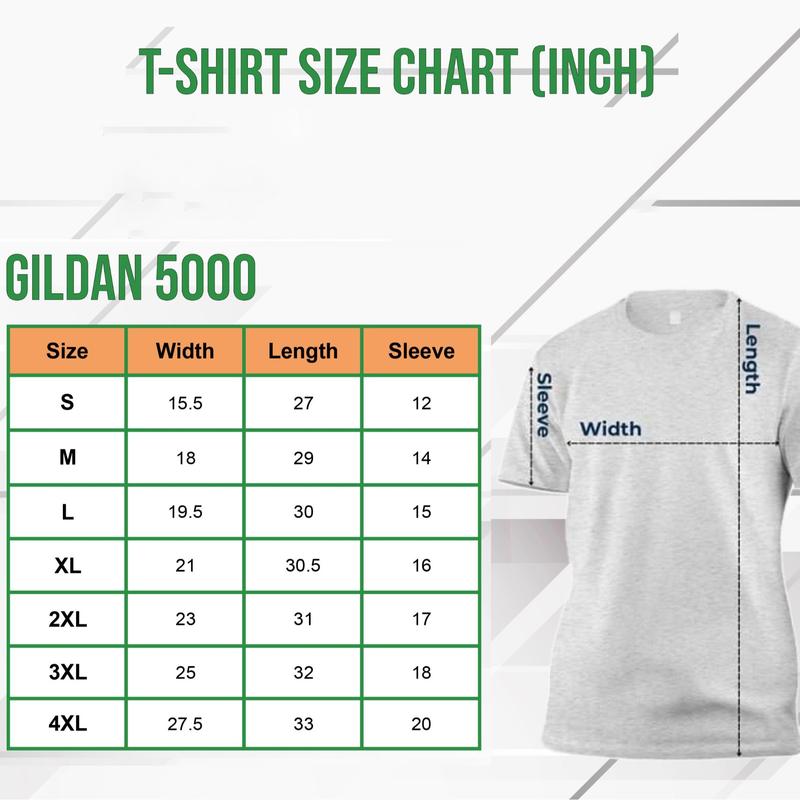 T-SHIRT SIZE CHART (INCH)
GILDAN 5000
Size Width Length Sleeve
S 15.5 27 12
M 18 29 14
L 19.5 30 15
XL 21 30.5 16
2XL 23 31 17
3XL 25 32 18
4XL 27.5 33 20
Sleeve
Width
Length